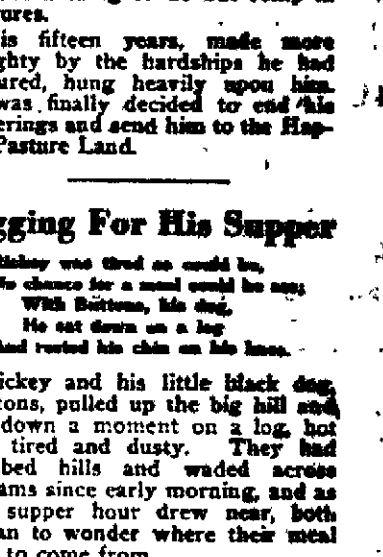 ures.
is fifteen years, made more
ghty by the hardships he had
ured, hung heavily upon him.
was finally decided to end his
erings and send him to the Hap-
Pasture Land.
gging For His Supper
Mickey was tired as could be,
No chance for a meal could he see;
With Buttons, his dog,
He sat down on a log
And rested his chin on his knee.
ickey and his little black dog,
tons, pulled up the big hill and
down a moment on a log, hot
tired and dusty. They had
bed hills and waded across
ams since early morning, and as
supper hour drew near, both
an to wonder where their meal
to come from